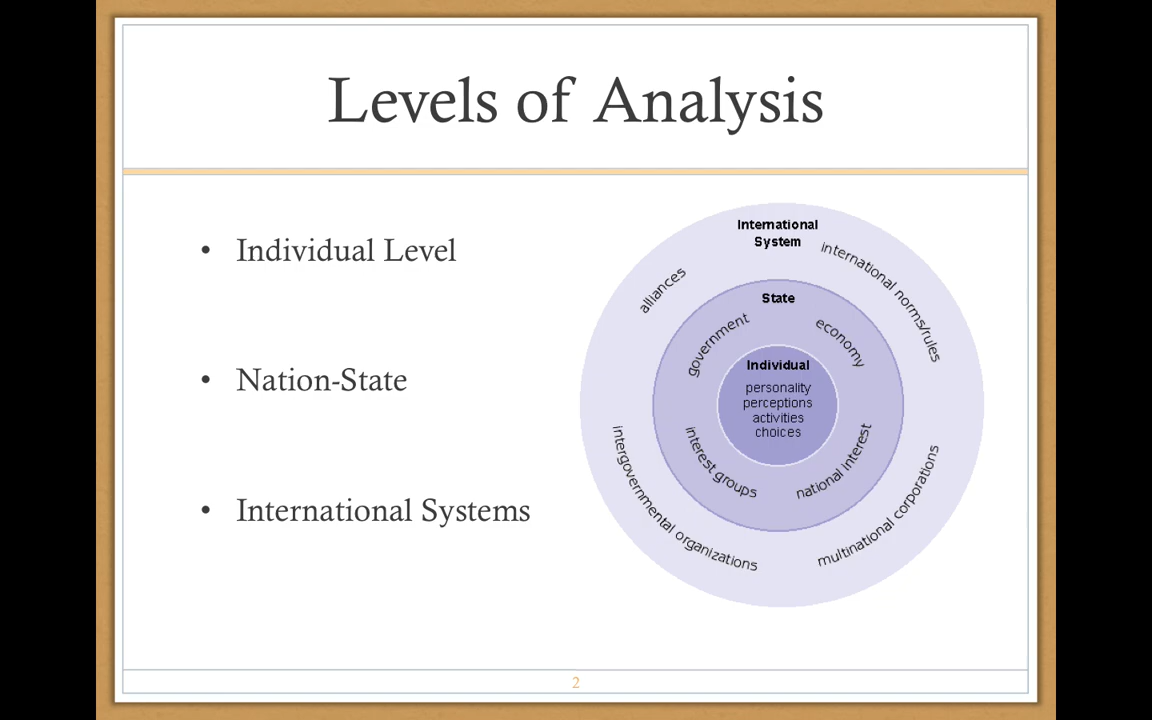 Levels of Analysis
• Individual Level
• Nation-State
• International Systems
International
System
alliances
international norms/rules
State
government
economy
Individual
personality
perceptions
activities
choices
interest groups
national interest
intergovernmental organizations
multinational corporations
2